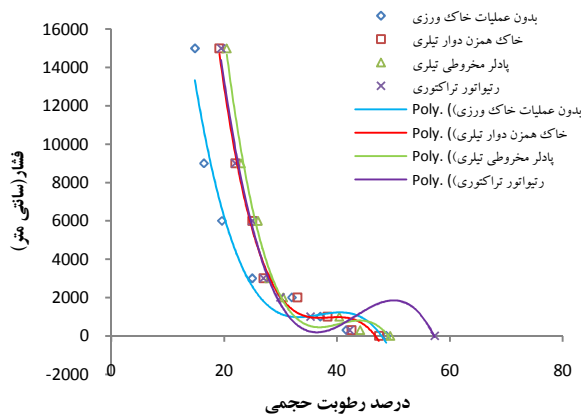 بدون عملیات خاک ورزی
خاک همزن دوار تیلری
پادلر مخروطی تیلری
رتیواتور تراکتوری
Poly. (بدون عملیات خاک ورزی)
Poly. (خاک همزن دوار تیلری)
Poly. (پادلر مخروطی تیلری)
Poly. (رتیواتور تراکتوری)
فشار(سانتی متر)
16000
14000
12000
10000
8000
6000
4000
2000
0
-2000
0 20 40 60 80
درصد رطوبت حجمی